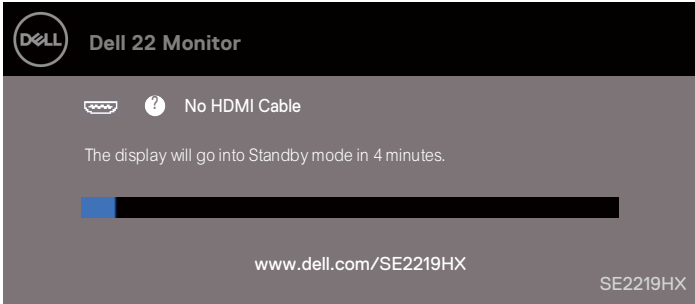 DELL
Dell 22 Monitor
? No HDMI Cable
The display will go into Standby mode in 4 minutes.
www.dell.com/SE2219HX
SE2219HX